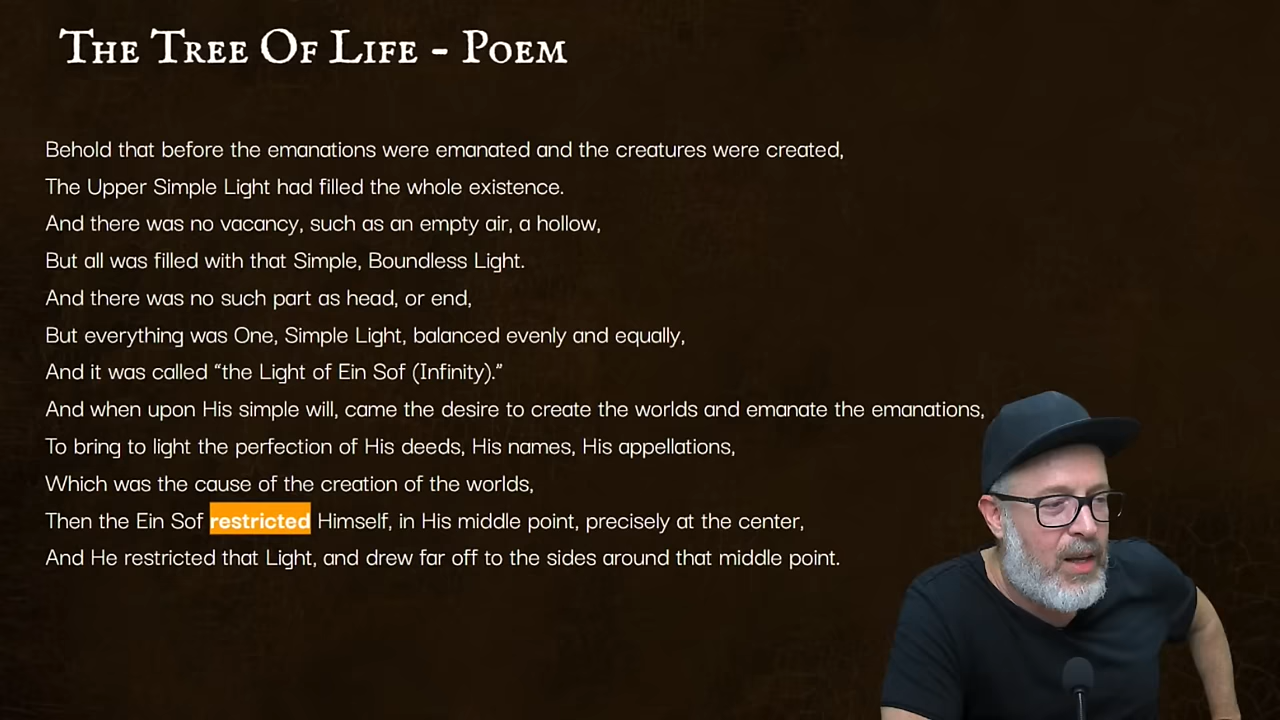 The Tree Of Life - Poem
Behold that before the emanations were emanated and the creatures were created,
The Upper Simple Light had filled the whole existence.
And there was no vacancy, such as an empty air, a hollow,
But all was filled with that Simple, Boundless Light.
And there was no such part as head, or end,
But everything was One, Simple Light, balanced evenly and equally,
And it was called “the Light of Ein Sof (Infinity).”
And when upon His simple will, came the desire to create the worlds and emanate the emanations,
To bring to light the perfection of His deeds, His names, His appellations,
Which was the cause of the creation of the worlds,
Then the Ein Sof restricted Himself, in His middle point, precisely at the center,
And He restricted that Light, and drew far off to the sides around that middle point.